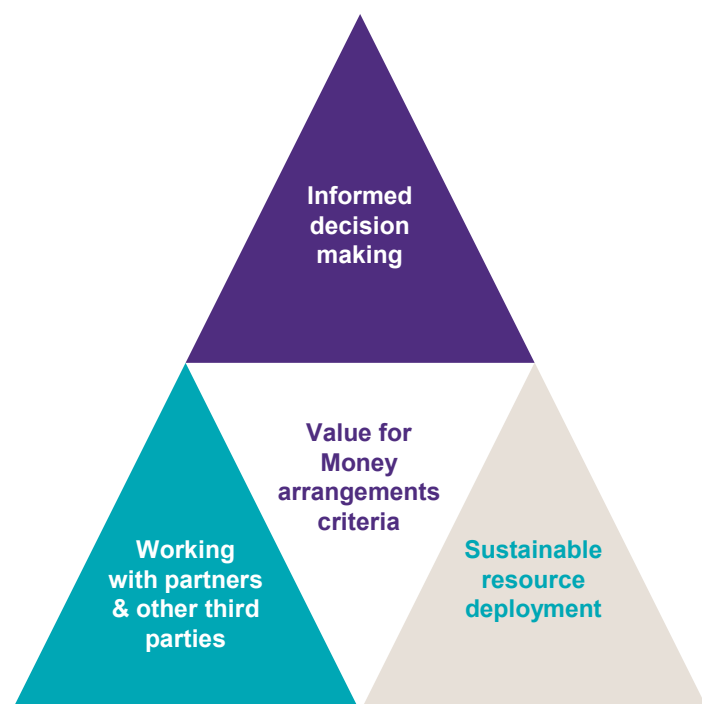 Informed
decision
making
Value for
Money
arrangements
criteria
Working
with partners
& other third
parties
Sustainable
resource
deployment